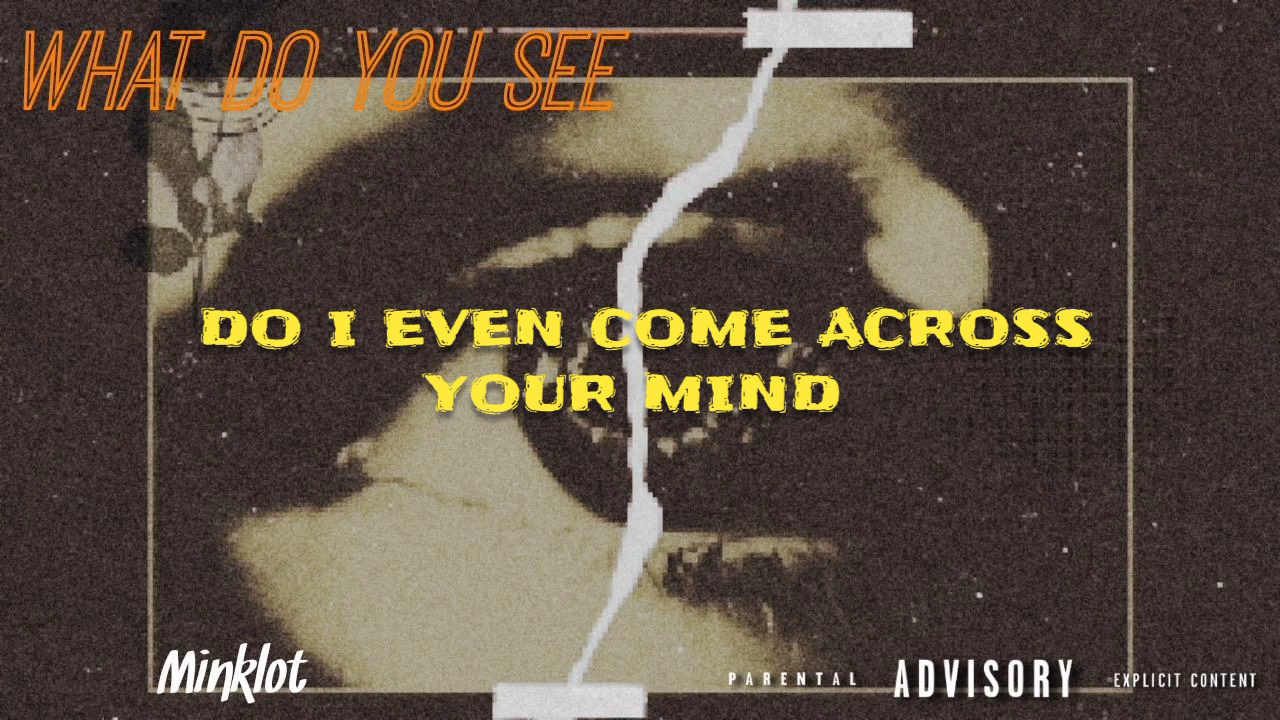 WHAT DO YOU SEE
DO I EVEN COME ACROSS
YOUR MIND
Minklot
PARENTAL ADVISORY EXPLICIT CONTENT